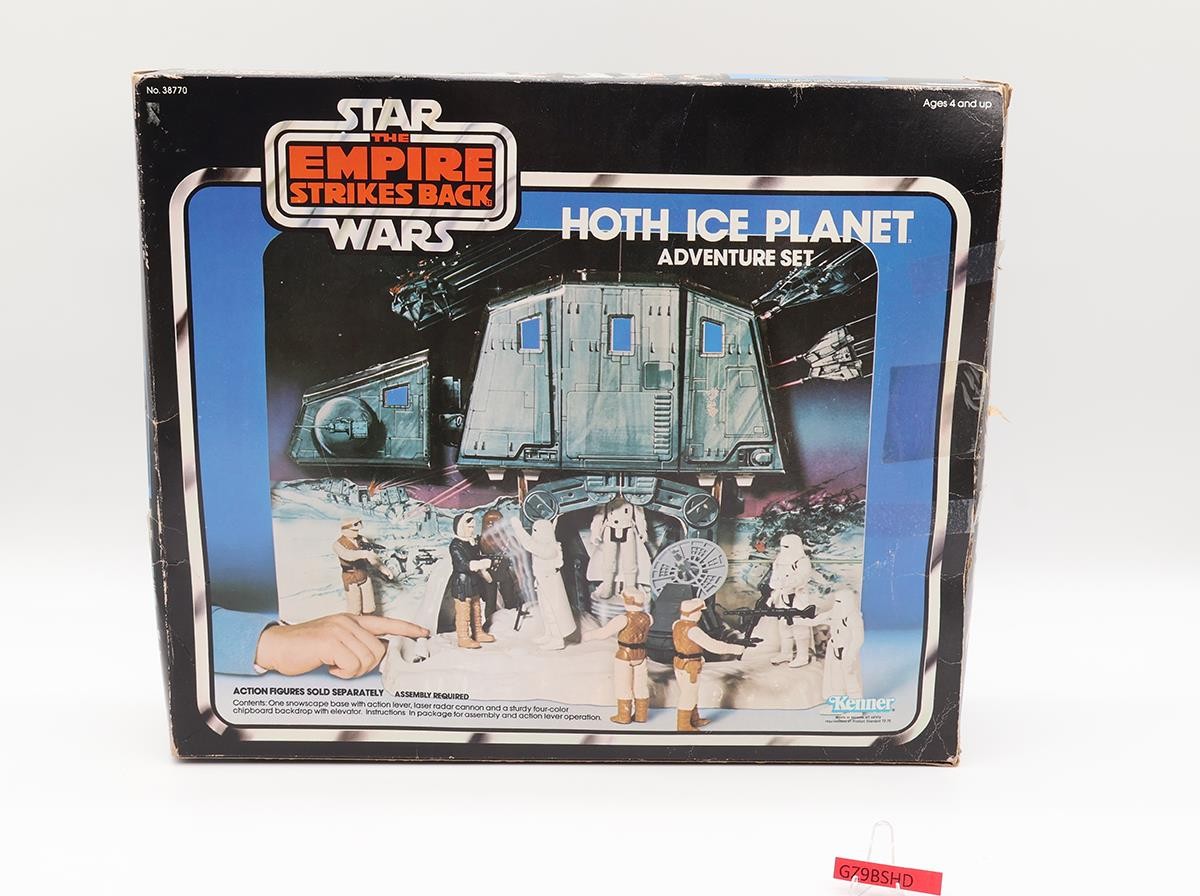 No. 38770
Ages 4 and up
STAR
THE
EMPIRE
STRIKES BACK
WARS
HOTH ICE PLANET
ADVENTURE SET
ACTION FIGURES SOLD SEPARATELY ASSEMBLY REQUIRED
Contents: One snowscape base with action lever, laser radar cannon and a sturdy four-color
chipboard backdrop with elevator. Instructions in package for assembly and action lever operation.
Kenner
GZ9BSHD